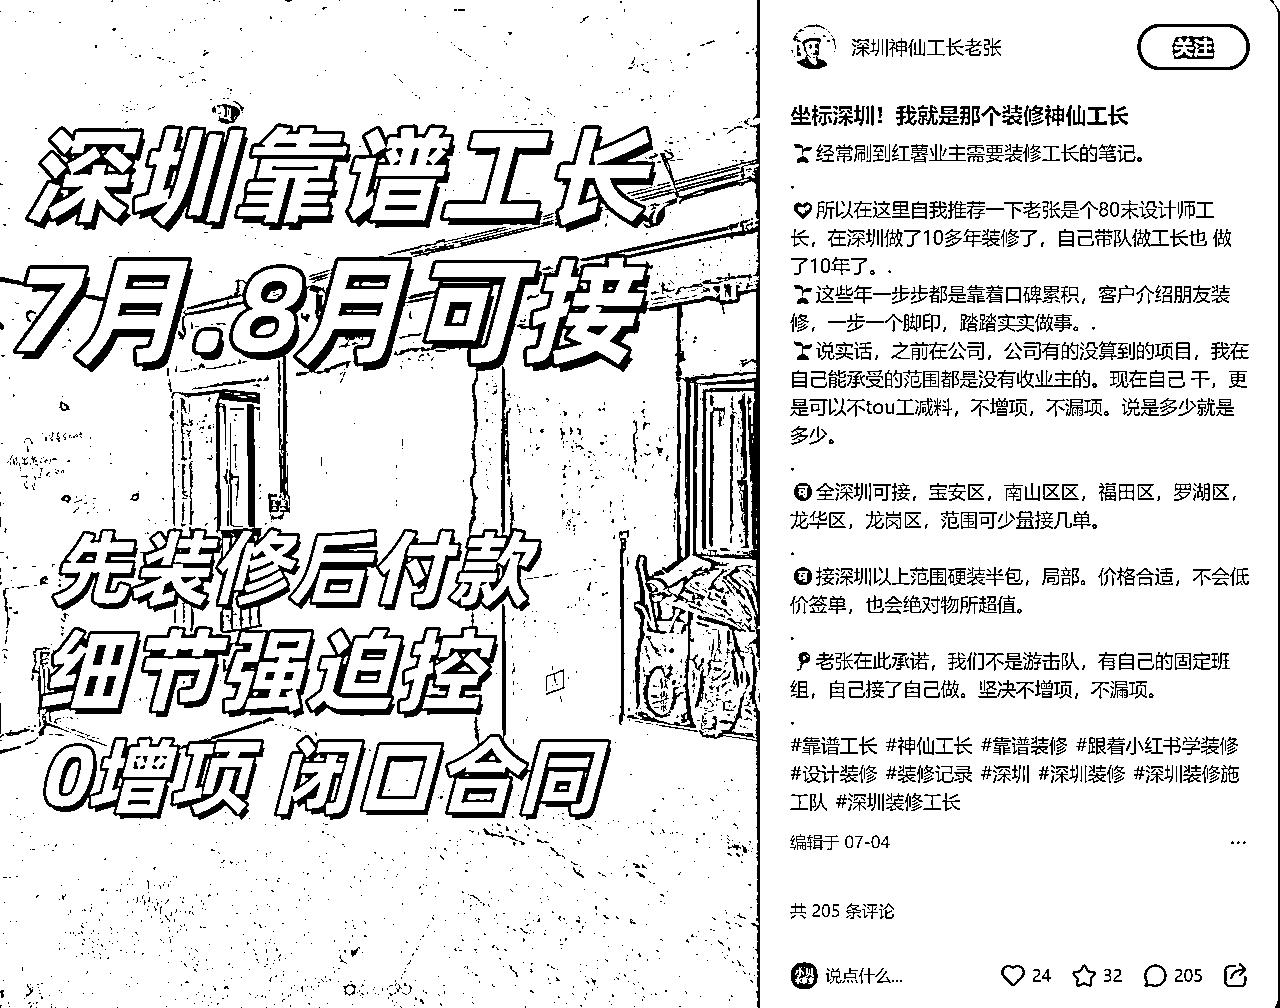 深圳靠谱工长
7月.8月可接
先装修后付款
细节强迫控
0增项 闭口合同
深圳神仙工长老张
关注
坐标深圳！我就是那个装修神仙工长
经常刷到红薯业主需要装修工长的笔记。
.
所以在这里自我推荐一下老张是个80末设计师工
长，在深圳做了10多年装修了，自己带队做工长也 做
了10年了。.
这些年一步步都是靠着口碑累积，客户介绍朋友装
修，一步一个脚印，踏踏实实做事。.
说实话，之前在公司，公司有的没算到的项目，我在
自己能承受的范围都是没有收业主的。现在自己 干，更
是可以不tou工减料，不增项，不漏项。说是多少就是
多少。
.
可全深圳可接，宝安区，南山区区，福田区，罗湖区，
龙华区，龙岗区，范围可少量接几单。
.
可接深圳以上范围硬装半包，局部。价格合适，不会低
价签单，也会绝对物所超值。
.
老张在此承诺，我们不是游击队，有自己的固定班
组，自己接了自己做。坚决不增项，不漏项。
.
#靠谱工长 #神仙工长 #靠谱装修 #跟着小红书学装修
#设计装修 #装修记录 #深圳 #深圳装修 #深圳装修施
工队 #深圳装修工长
编辑于 07-04
共 205 条评论
说点什么...
24
32
205